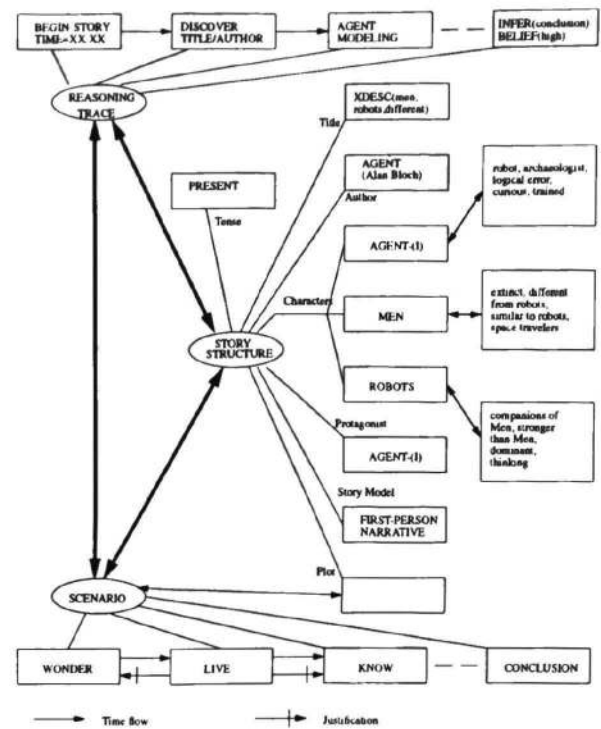 BEGIN STORY
TIME=XX XX
DISCOVER
TITLE/AUTHOR
AGENT
MODELING
INFER(conclusion)
BELIEF(high)
REASONING
TRACE
XDESC(men,
robots,different)
Title
PRESENT
Tense
AGENT
(Alan Bloch)
Author
robot, archaeologist,
logical error,
curious, trained
AGENT-(I)
Characters
MEN
extinct, different
from robots,
similar to robots,
space travelers
STORY
STRUCTURE
ROBOTS
companions of
Men, stronger
than Men,
dominant,
thinking
Protagonist
AGENT-(I)
Story Model
FIRST-PERSON
NARRATIVE
Plot
SCENARIO
WONDER
LIVE
KNOW
CONCLUSION
Time flow
Justification